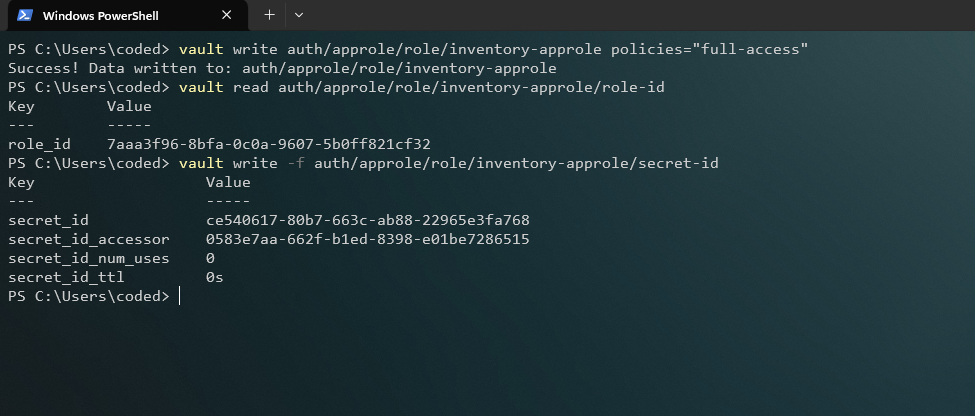 Windows PowerShell
PS C:\Users\coded> vault write auth/approle/role/inventory-approle policies="full-access"
Success! Data written to: auth/approle/role/inventory-approle
PS C:\Users\coded> vault read auth/approle/role/inventory-approle/role-id
Key        Value
---        -----
role_id    7aaa3f96-8bfa-0c0a-9607-5b0ff821cf32
PS C:\Users\coded> vault write -f auth/approle/role/inventory-approle/secret-id
Key                   Value
---                   -----
secret_id             ce540617-80b7-663c-ab88-22965e3fa768
secret_id_accessor    0583e7aa-662f-b1ed-8398-e01be7286515
secret_id_num_uses    0
secret_id_ttl         0s
PS C:\Users\coded>